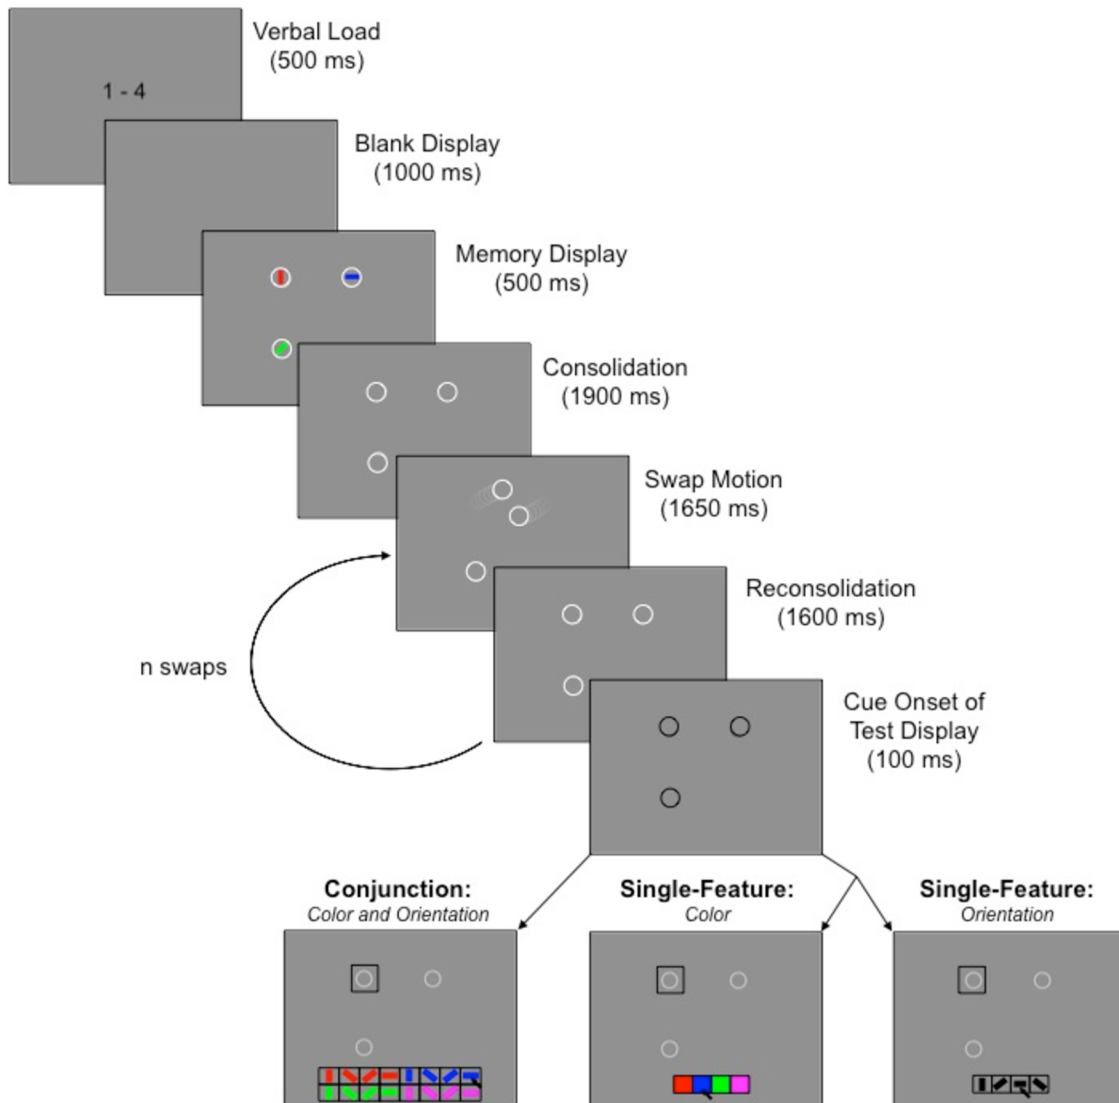 Verbal Load
(500 ms)
1 - 4
Blank Display
(1000 ms)
Memory Display
(500 ms)
Consolidation
(1900 ms)
Swap Motion
(1650 ms)
Reconsolidation
(1600 ms)
n swaps
Cue Onset of
Test Display
(100 ms)
Conjunction:
Color and Orientation
Single-Feature:
Color
Single-Feature:
Orientation